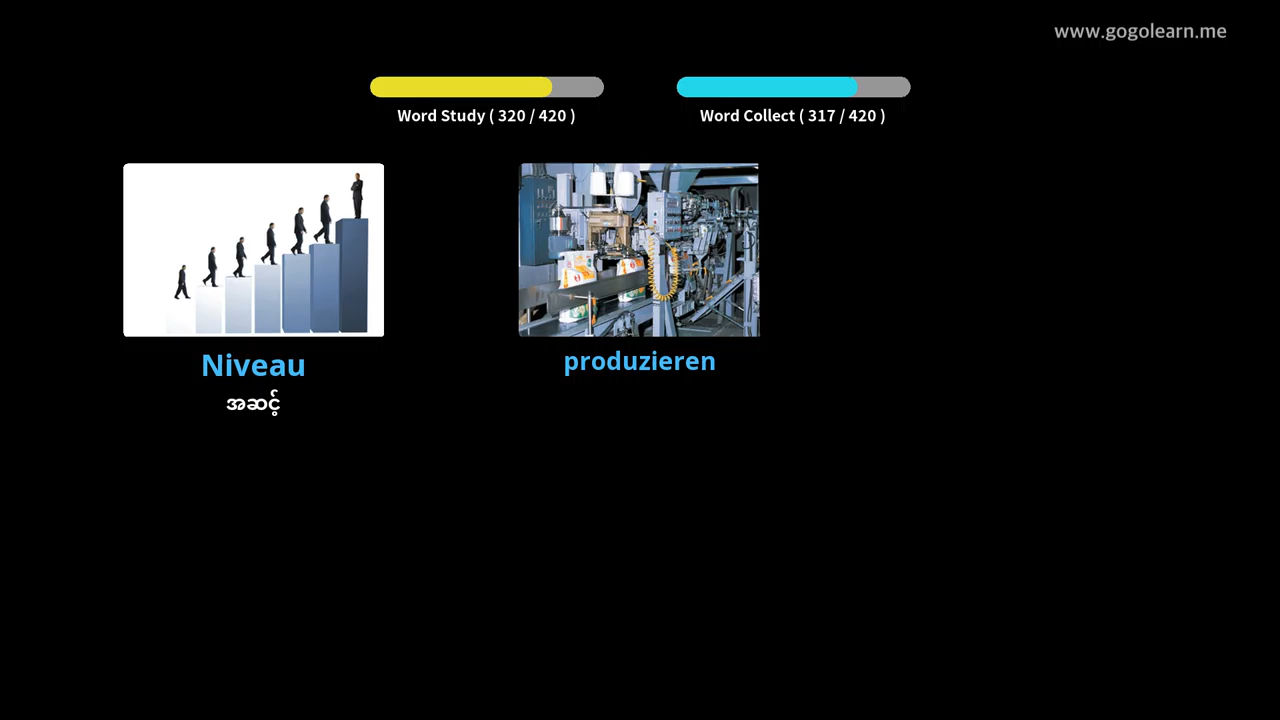 www.gogolearn.me
Word Study ( 320 / 420 )
Word Collect ( 317 / 420 )
Niveau
အဆင့်
produzieren